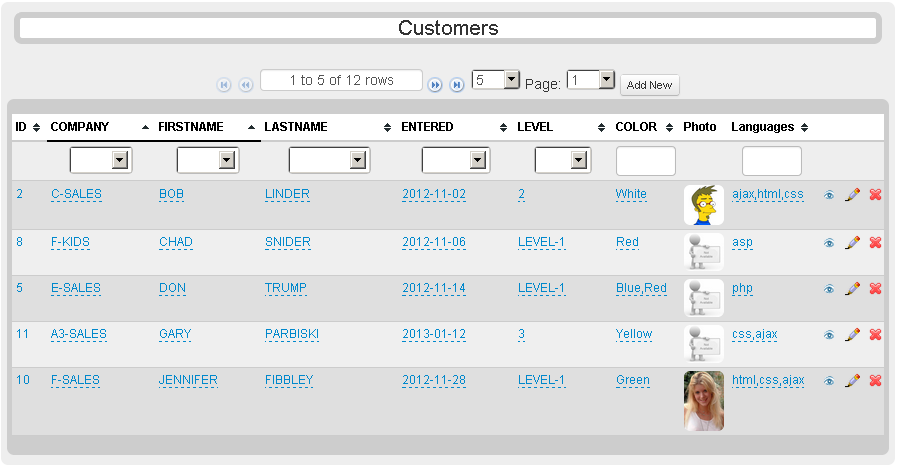 Customers
1 to 5 of 12 rows 5 Page: 1 Add New
ID COMPANY FIRSTNAME LASTNAME ENTERED LEVEL COLOR Photo Languages
2 C-SALES BOB LINDER 2012-11-02 2 White ajax,html,css
8 F-KIDS CHAD SNIDER 2012-11-06 LEVEL-1 Red asp
5 E-SALES DON TRUMP 2012-11-14 LEVEL-1 Blue,Red php
11 A3-SALES GARY PARBISKI 2013-01-12 3 Yellow css,ajax
10 F-SALES JENNIFER FIBBLEY 2012-11-28 LEVEL-1 Green html,css,ajax